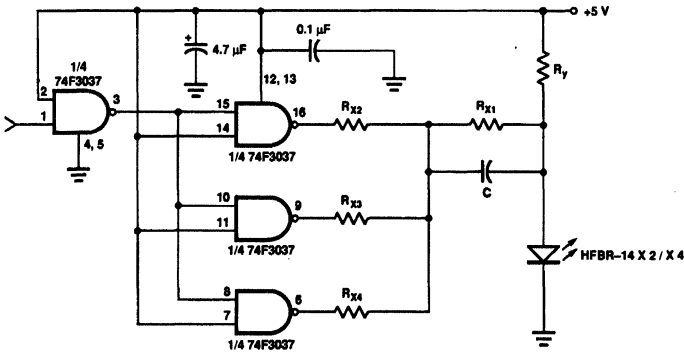 +5 V
1/4
74F3037
2
1
3
4, 5
+
4.7 µF
0.1 µF
12, 13
15
14
16
1/4 74F3037
RX2
RX1
Ry
C
10
11
9
1/4 74F3037
RX3
HFBR–14 X 2 / X 4
8
7
6
1/4 74F3037
RX4